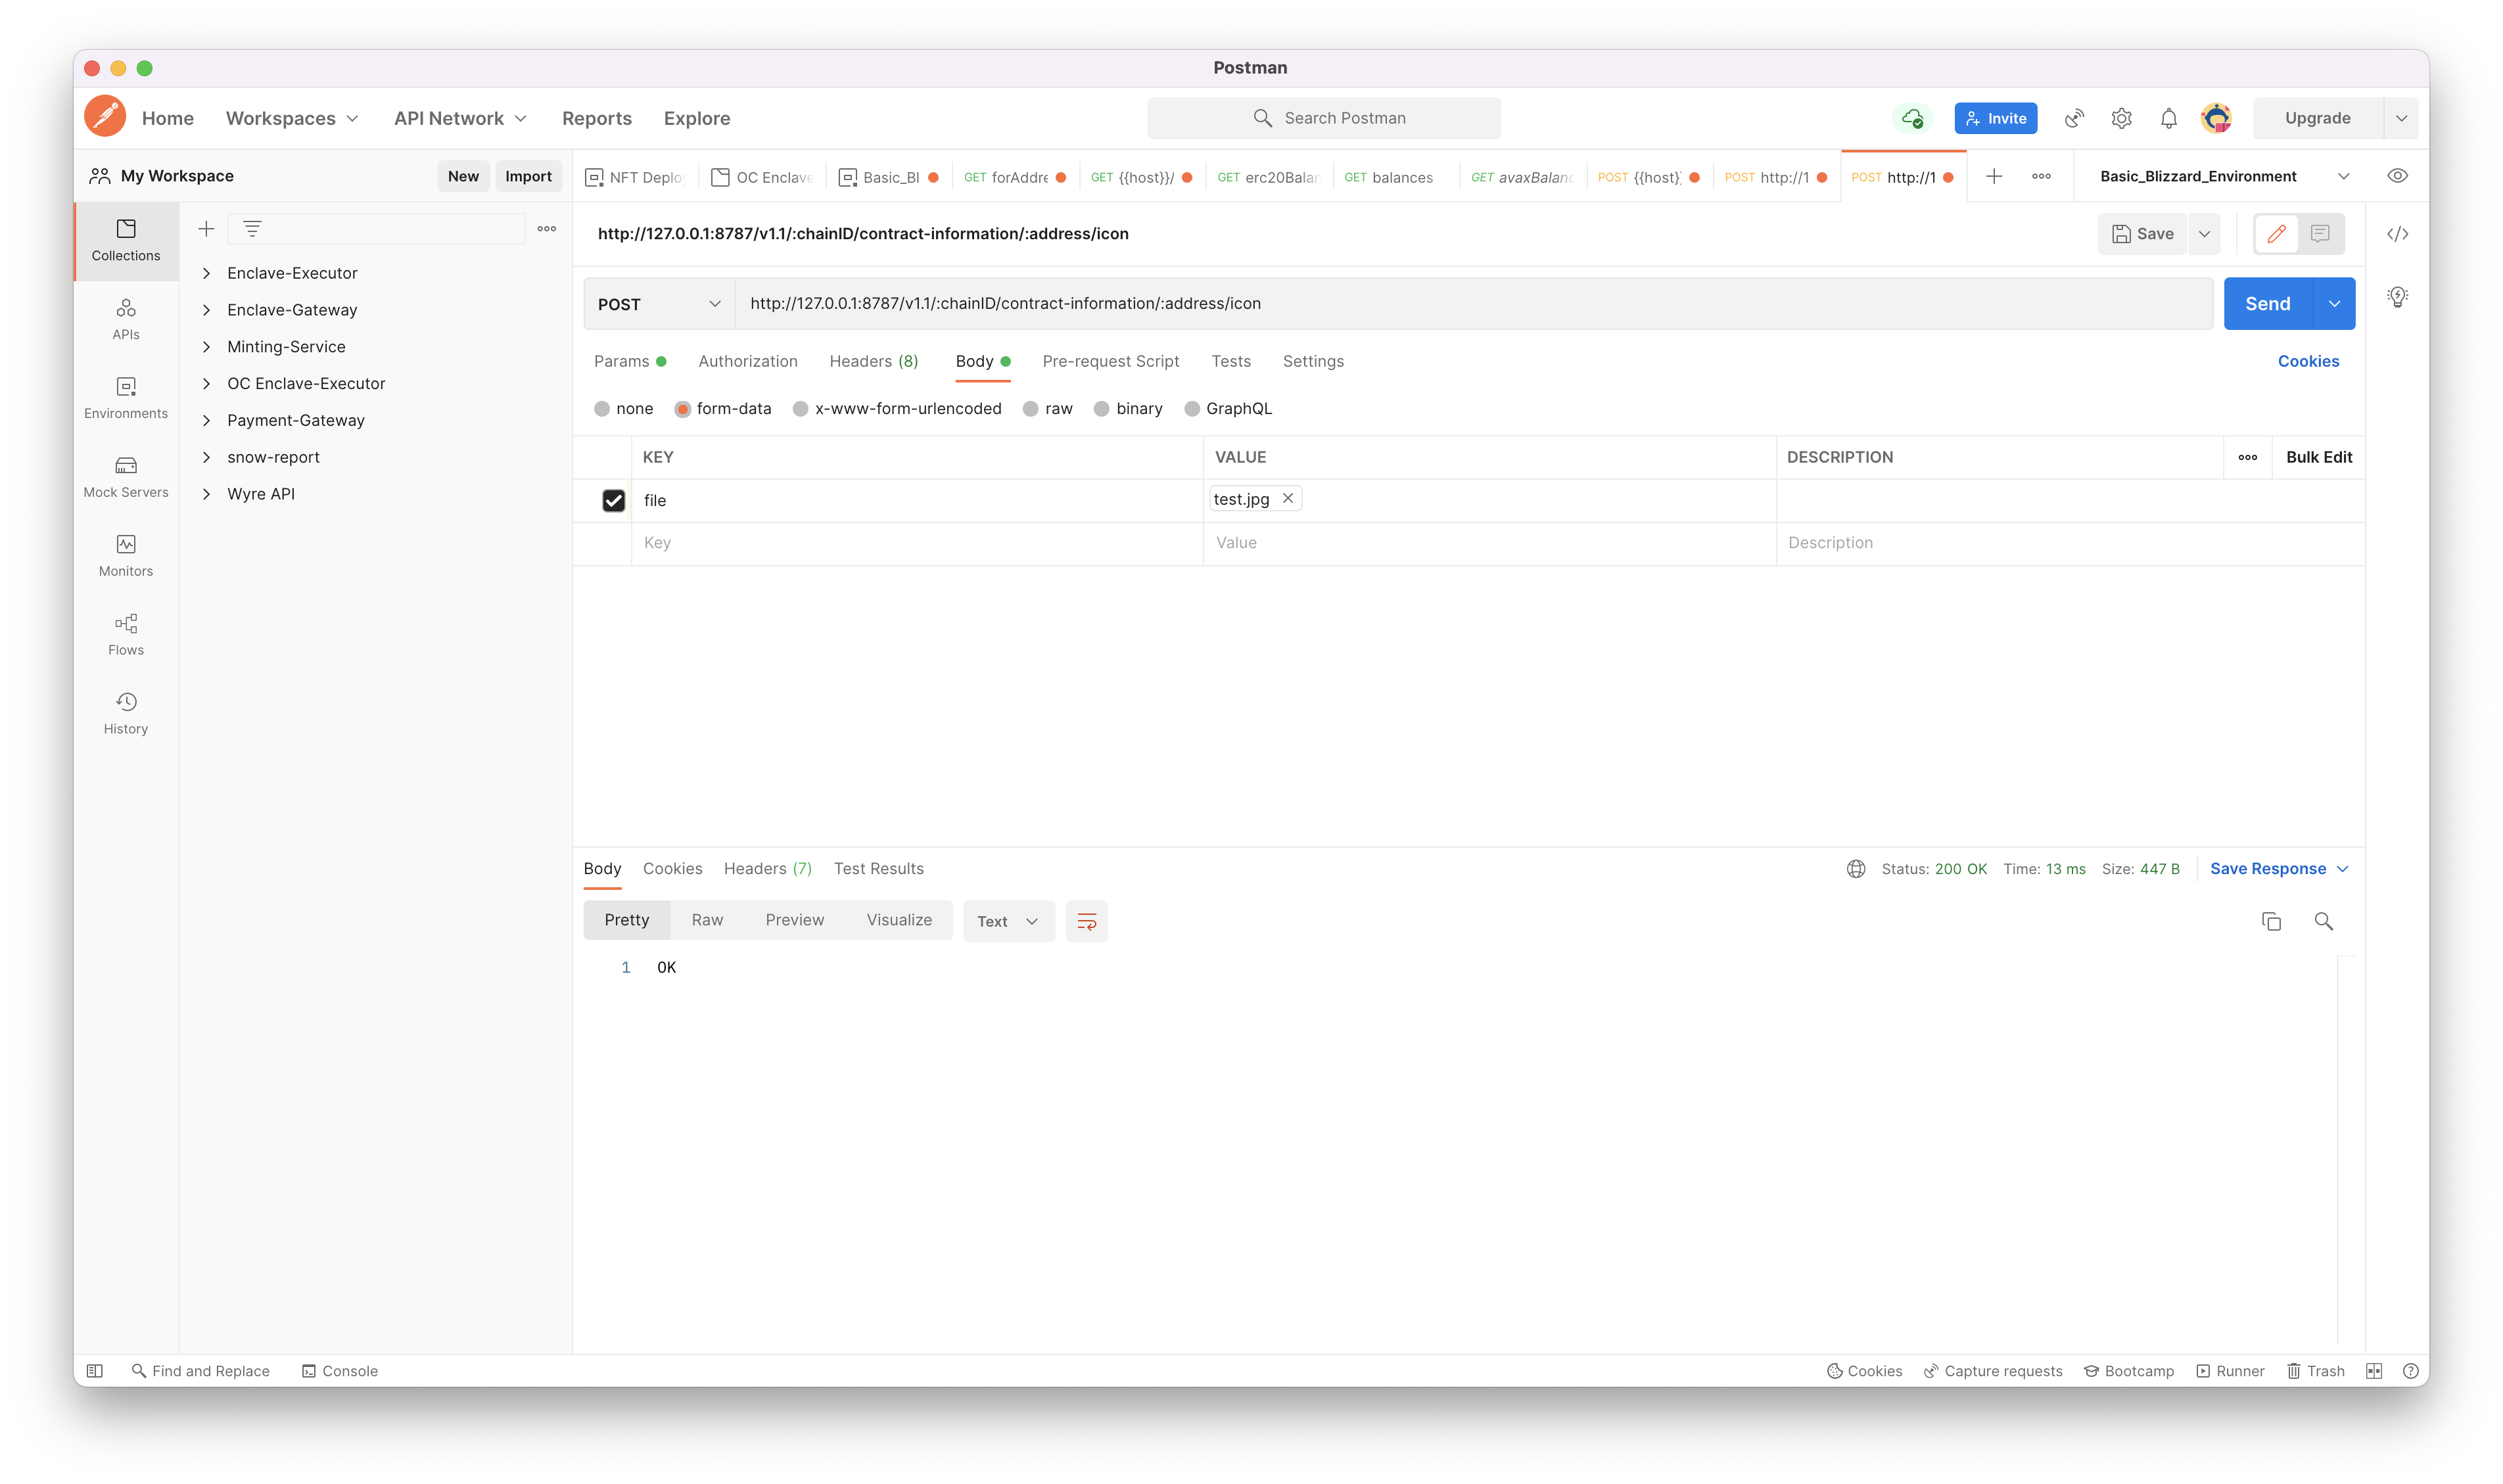 Postman
Home Workspaces API Network Reports Explore Search Postman Invite Upgrade
My Workspace New Import
NFT Deplo OC Enclave Basic_Bl GET forAddre GET {{host}}/ GET erc20Balan GET balances GET avaxBalanc POST {{host} POST http://1 POST http://1 Basic_Blizzard_Environment
Collections
APIs
Environments
Mock Servers
Monitors
Flows
History
Enclave-Executor
Enclave-Gateway
Minting-Service
OC Enclave-Executor
Payment-Gateway
snow-report
Wyre API
http://127.0.0.1:8787/v1.1/:chainID/contract-information/:address/icon Save
POST http://127.0.0.1:8787/v1.1/:chainID/contract-information/:address/icon Send
Params Authorization Headers (8) Body Pre-request Script Tests Settings Cookies
none form-data x-www-form-urlencoded raw binary GraphQL
KEY VALUE DESCRIPTION Bulk Edit
file test.jpg
Key Value Description
Body Cookies Headers (7) Test Results Status: 200 OK Time: 13 ms Size: 447 B Save Response
Pretty Raw Preview Visualize Text
1 OK
Find and Replace Console Cookies Capture requests Bootcamp Runner Trash